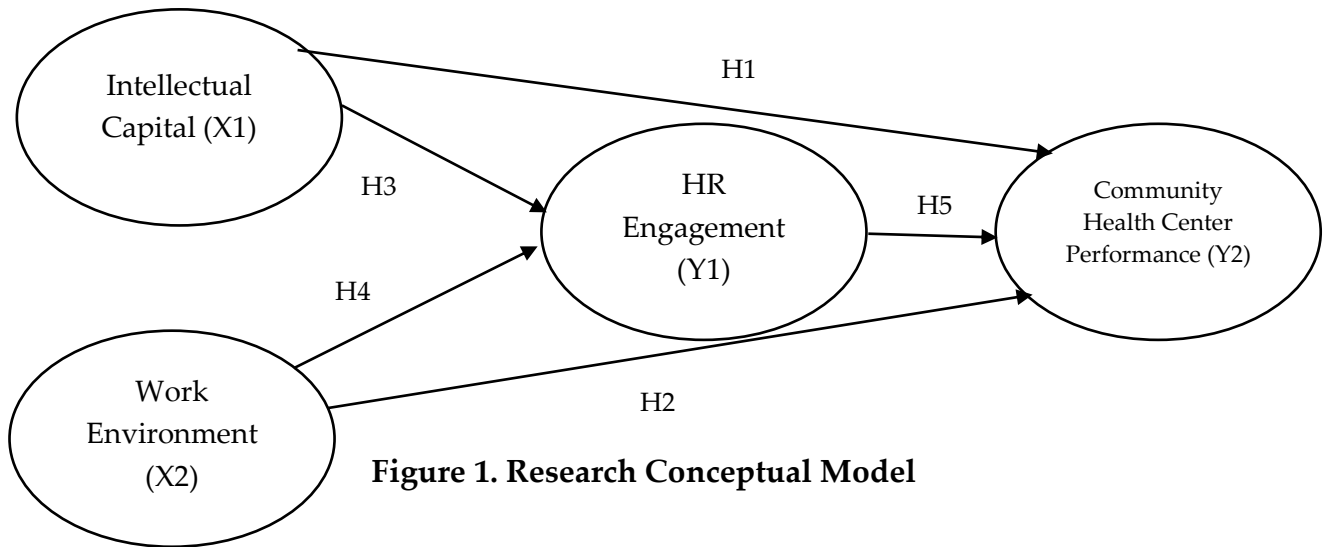 Intellectual
Capital (X1)
H1
H3
HR
Engagement
(Y1)
H5
Community
Health Center
Performance (Y2)
H4
H2
Work
Environment
(X2)
Figure 1. Research Conceptual Model